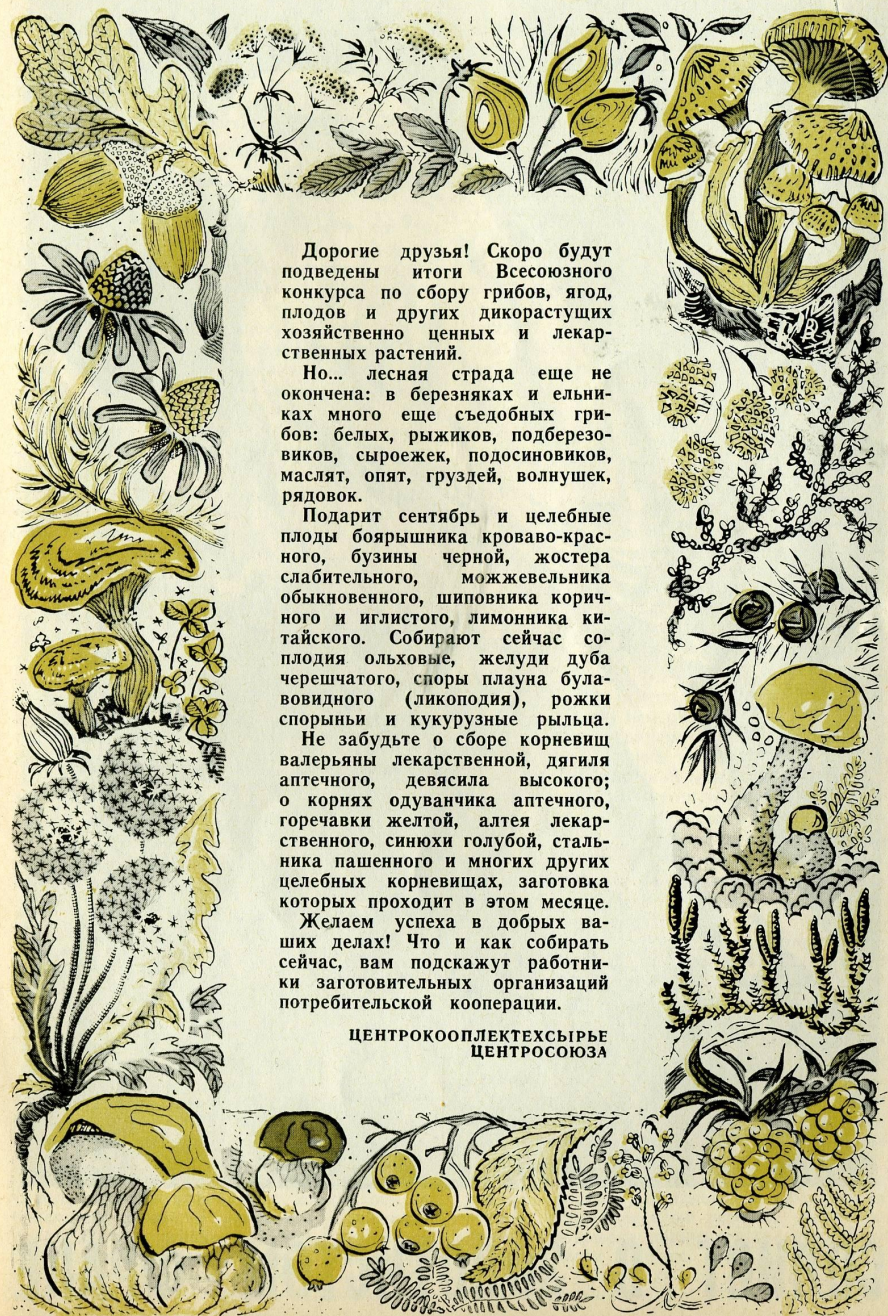 Дорогие друзья! Скоро будут
подведены итоги Всесоюзного
конкурса по сбору грибов, ягод,
плодов и других дикорастущих
хозяйственно ценных и лекар-
ственных растений.
Но... лесная страда еще не
окончена: в березняках и ельни-
ках много еще съедобных гри-
бов: белых, рыжиков, подберезо-
виков, сыроежек, подосиновиков,
маслят, опят, груздей, волнушек,
рядовок.
Подарит сентябрь и целебные
плоды боярышника кроваво-крас-
ного, бузины черной, жостера
слабительного, можжевельника
обыкновенного, шиповника корич-
ного и иглистого, лимонника ки-
тайского. Собирают сейчас со-
плодия ольховые, желуди дуба
черешчатого, споры плауна була-
вовидного (ликоподия), рожки
спорыньи и кукурузные рыльца.
Не забудьте о сборе корневищ
валерьяны лекарственной, дягиля
аптечного, девясила высокого;
о корнях одуванчика аптечного,
горечавки желтой, алтея лекар-
ственного, синюхи голубой, сталь-
ника пашенного и многих других
целебных корневищах, заготовка
которых проходит в этом месяце.
Желаем успеха в добрых ва-
ших делах! Что и как собирать
сейчас, вам подскажут работни-
ки заготовительных организаций
потребительской кооперации.
ЦЕНТРОКООПЛЕКТЕХСЫРЬЕ
ЦЕНТРОСОЮЗА